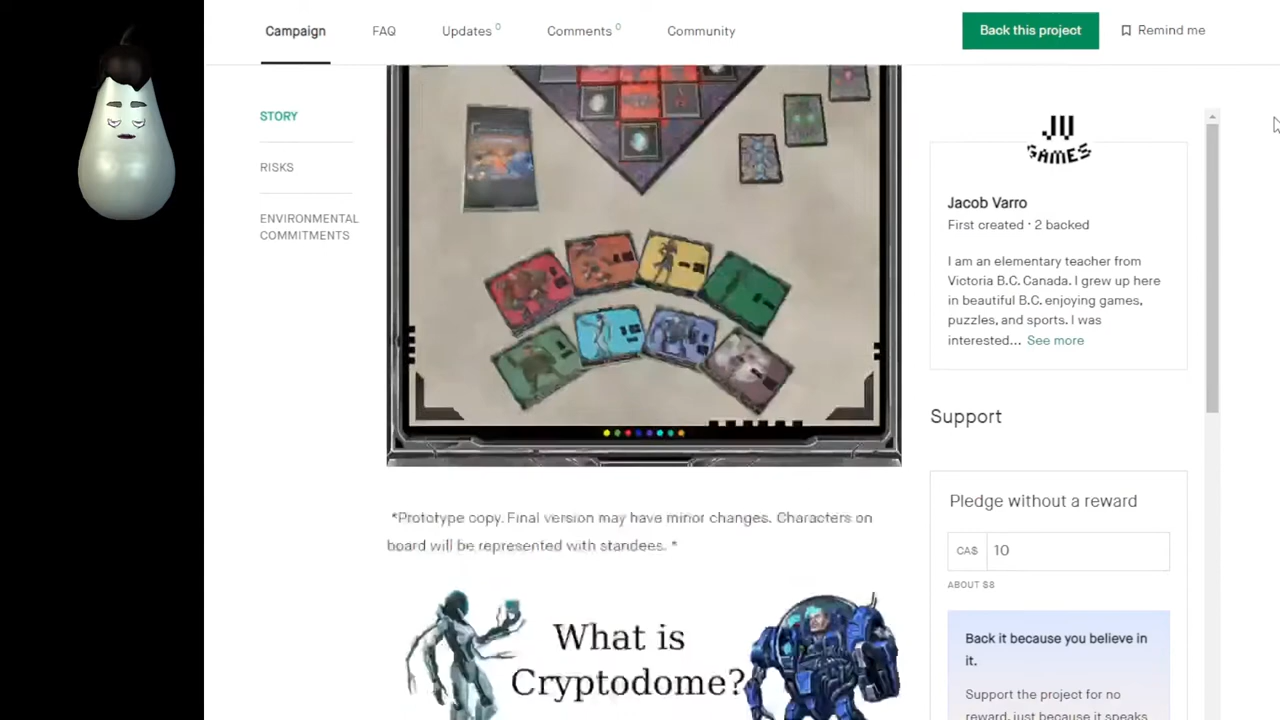 Campaign
FAQ
Updates 0
Comments 0
Community
Back this project
Remind me
STORY
RISKS
ENVIRONMENTAL
COMMITMENTS
*Prototype copy. Final version may have minor changes. Characters on
board will be represented with standees. *
What is
Cryptodome?
JV
GAMES
Jacob Varro
First created · 2 backed
I am an elementary teacher from
Victoria B.C. Canada. I grew up here
in beautiful B.C. enjoying games,
puzzles, and sports. I was
interested... See more
Support
Pledge without a reward
CA$ 10
ABOUT $8
Back it because you believe in
it.
Support the project for no
reward, just because it speaks